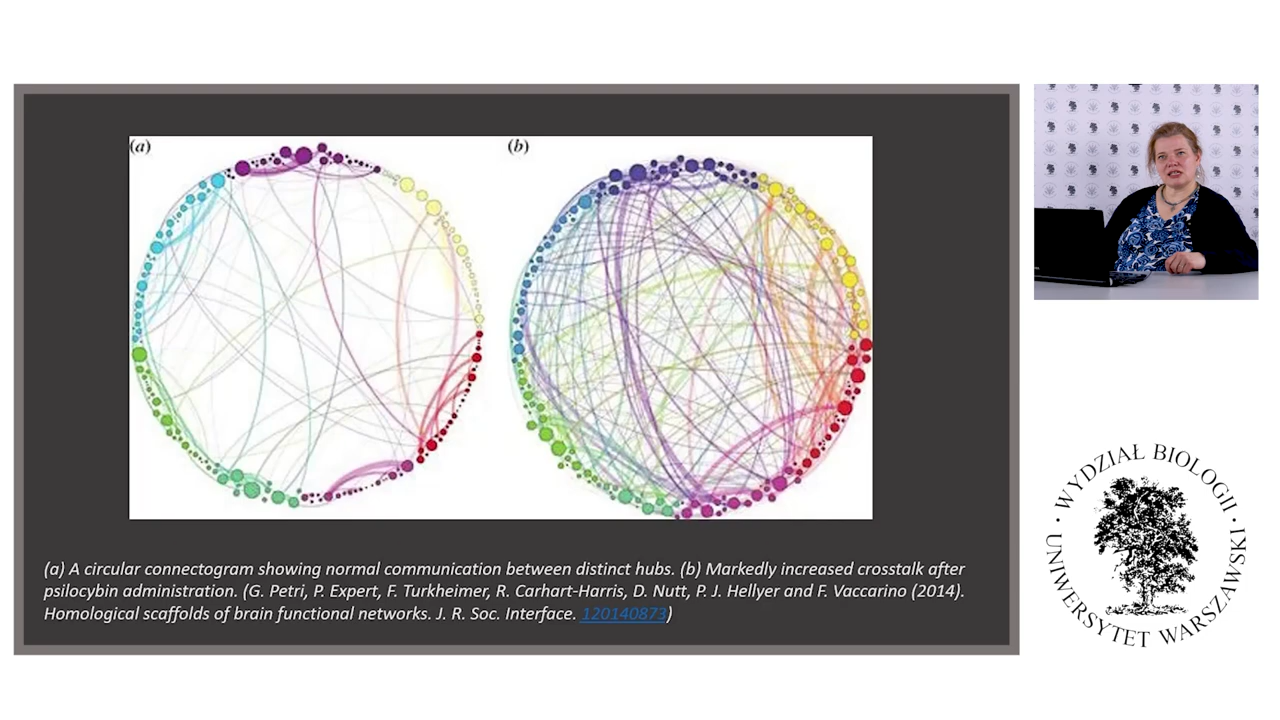 (a)
(b)
(a) A circular connectogram showing normal communication between distinct hubs. (b) Markedly increased crosstalk after
psilocybin administration. (G. Petri, P. Expert, F. Turkheimer, R. Carhart-Harris, D. Nutt, P. J. Hellyer and F. Vaccarino (2014).
Homological scaffolds of brain functional networks. J. R. Soc. Interface. 120140873)
· WYDZIAŁ BIOLOGII ·
UNIWERSYTET WARSZAWSKI